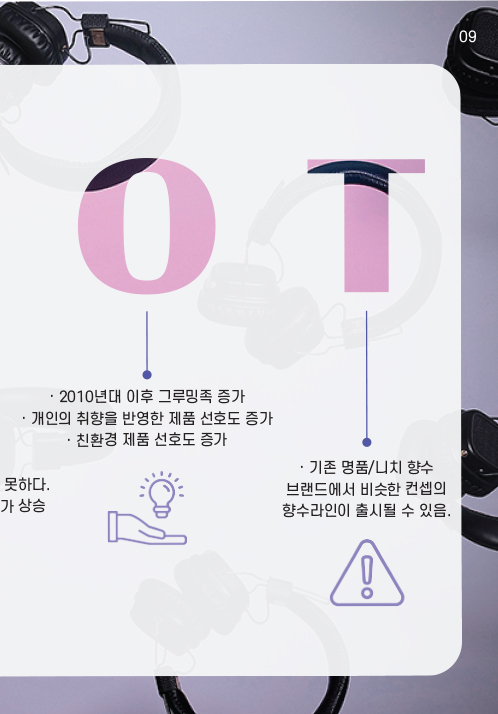 09
O
T
· 2010년대 이후 그루밍족 증가
· 개인의 취향을 반영한 제품 선호도 증가
· 친환경 제품 선호도 증가
못하다.
가 상승
· 기존 명품/니치 향수
브랜드에서 비슷한 컨셉의
향수라인이 출시될 수 있음.